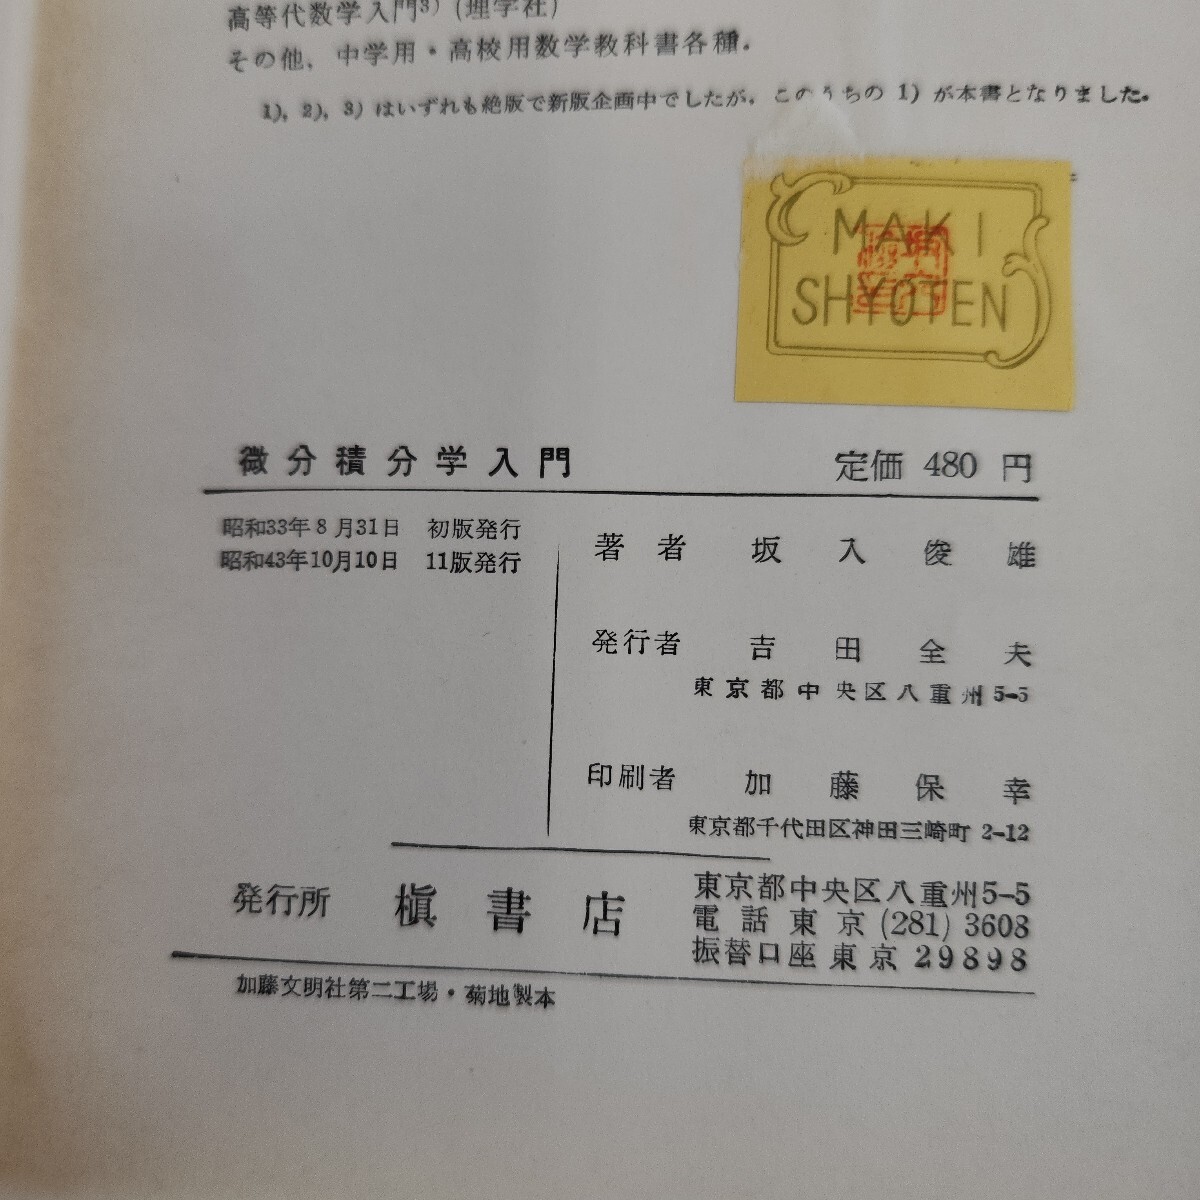 高等代数学入門3) (理学社)
その他, 中学用・高校用数学教科書各種.
1), 2), 3) はいずれも絶版で新版企画中でしたが, このうちの 1) が本書となりました.
MAKI
SHYOTEN
微分積分学入門 定価 480 円
昭和33年8月31日 初版発行
昭和43年10月10日 11版発行
著者 坂入俊雄
発行者 吉田全夫
東京都中央区八重州 5-5
印刷者 加藤保幸
東京都千代田区神田三崎町 2-12
発行所 槇書店
東京都中央区八重州5-5
電話東京 (281) 3608
振替口座東京 29898
加藤文明社第二工場・菊地製本